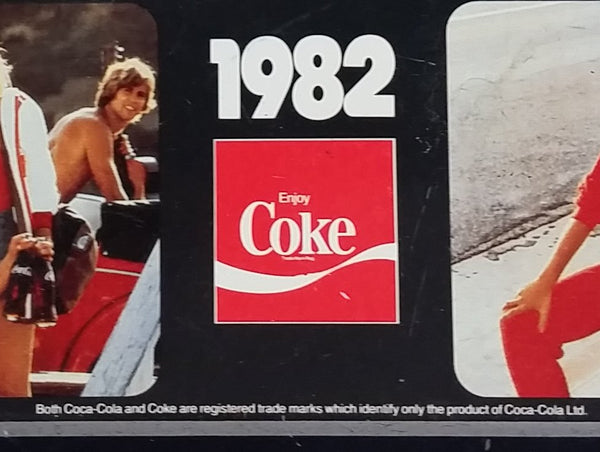 1982
Enjoy
Coke
Both Coca-Cola and Coke are registered trade marks which identify only the product of Coca-Cola Ltd.